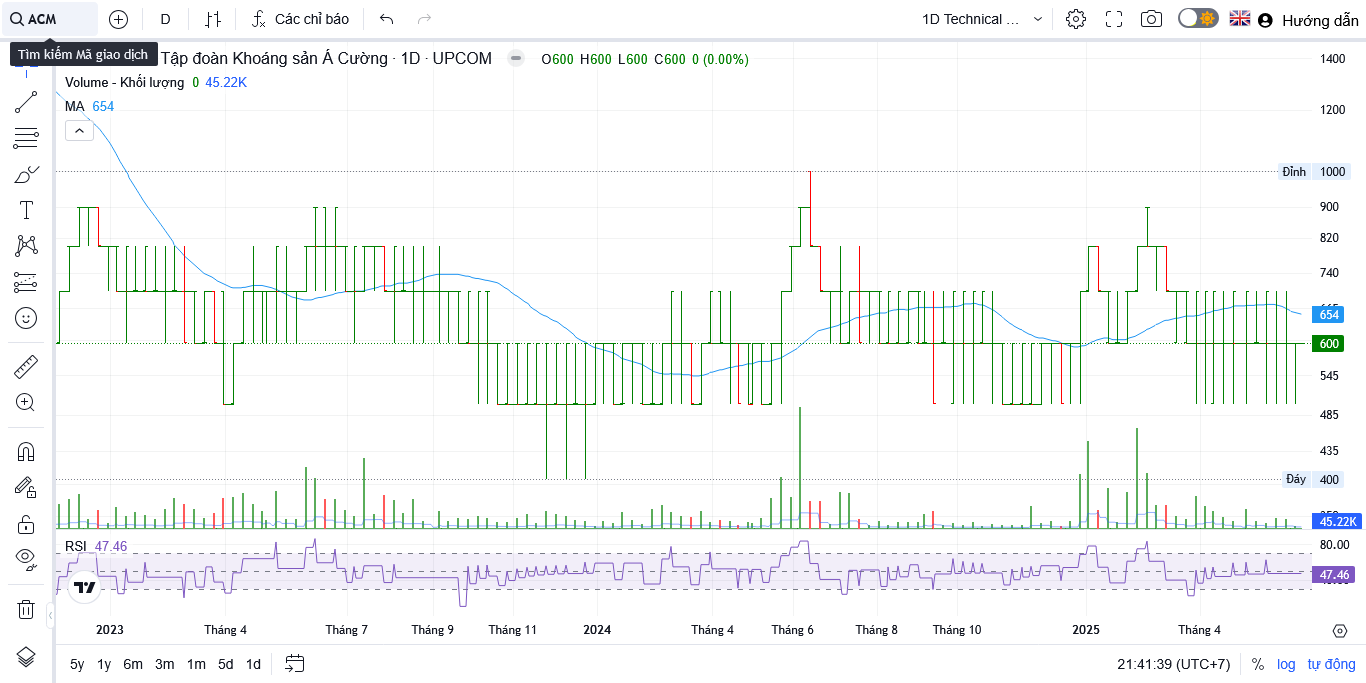 ACM
D
Các chỉ báo
1D Technical ...
Hướng dẫn
Tìm kiếm Mã giao dịch
Tập đoàn Khoáng sản Á Cường · 1D · UPCOM
O600 H600 L600 C600 0 (0.00%)
Volume - Khối lượng 0 45.22K
MA 654
1400
1200
Đỉnh 1000
900
820
740
654
600
545
485
435
Đáy 400
45.22K
RSI 47.46
80.00
47.46
2023
Tháng 4
Tháng 7
Tháng 9
Tháng 11
2024
Tháng 4
Tháng 6
Tháng 8
Tháng 10
2025
Tháng 4
5y 1y 6m 3m 1m 5d 1d
21:41:39 (UTC+7)
% log tự động